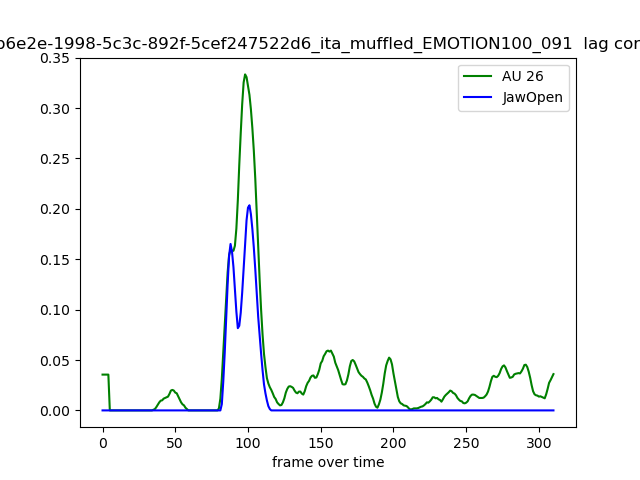 b6e2e-1998-5c3c-892f-5cef247522d6_ita_muffled_EMOTION100_091 lag cor
0.35
AU 26
JawOpen
0.30
0.25
0.20
0.15
0.10
0.05
0.00
0 50 100 150 200 250 300
frame over time